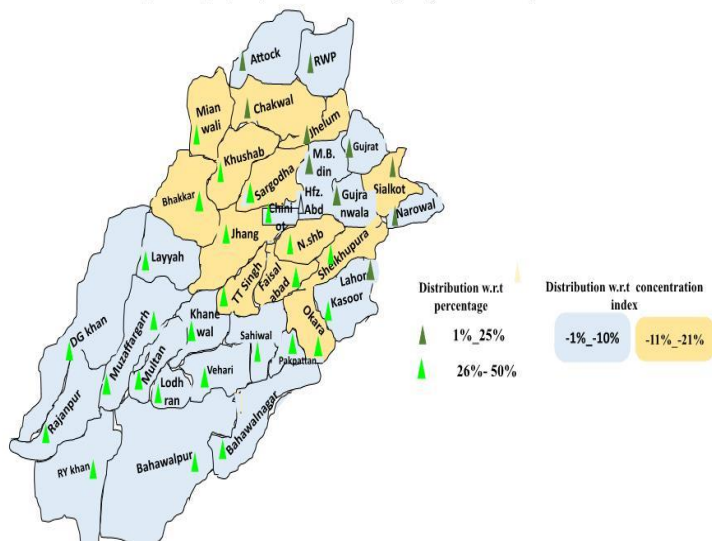 Attock
RWP
Mian
wali
Chakwal
Jhelum
Gujrat
Khushab
Sargodha
M.B.
din
Sialkot
Bhakkar
Hfz.
Abd
Gujra
nwala
Narowal
Chini
ot
Jhang
N.shb
Sheikhupura
Layyah
TT Singh
Faisal
abad
Lahor
Kasoor
DG khan
Muzaffargarh
Khane
wal
Sahiwal
Okara
Pakpattan
Multan
Lodh
ran
Vehari
Rajanpur
RY khan
Bahawalpur
Bahawalnagar
Distribution w.r.t
percentage
1%_25%
26%- 50%
Distribution w.r.t concentration
index
-1%_-10%
-11%_-21%